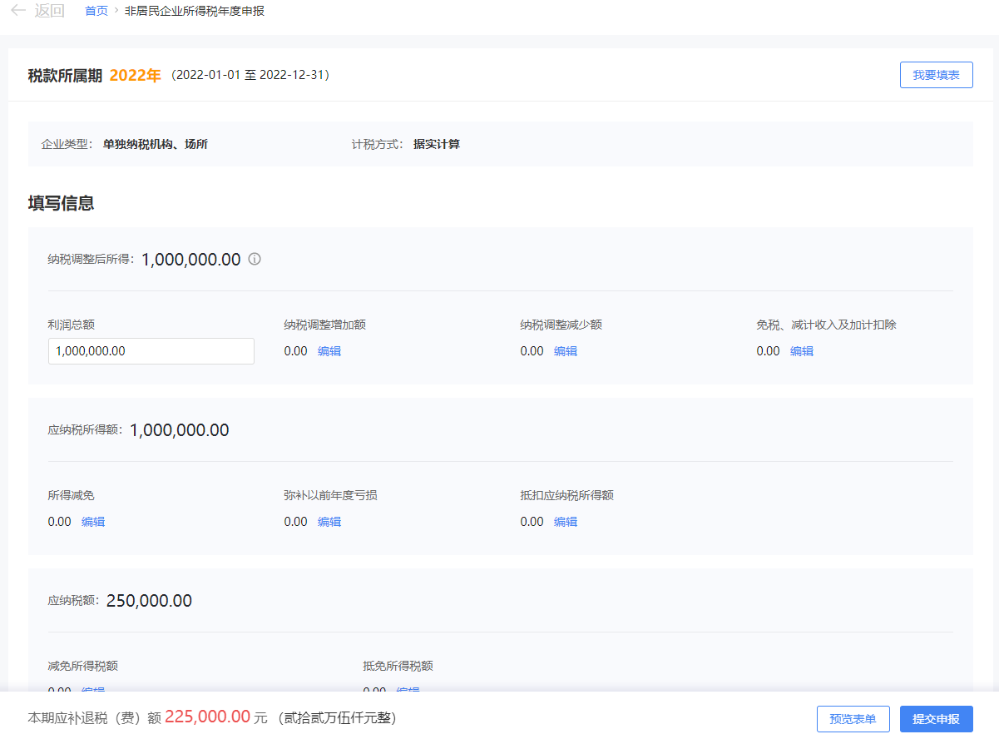 返回 首页 > 非居民企业所得税年度申报
税款所属期 2022年 （2022-01-01 至 2022-12-31） 我要填表
企业类型： 单独纳税机构、场所 计税方式： 据实计算
填写信息
纳税调整后所得： 1,000,000.00
利润总额 纳税调整增加额 纳税调整减少额 免税、减计收入及加计扣除
1,000,000.00 0.00 编辑 0.00 编辑 0.00 编辑
应纳税所得额： 1,000,000.00
所得减免 弥补以前年度亏损 抵扣应纳税所得额
0.00 编辑 0.00 编辑 0.00 编辑
应纳税额： 250,000.00
减免所得税额 抵免所得税额
0.00 编辑 0.00 编辑
本期应补退税（费）额 225,000.00 元 （贰拾贰万伍仟元整） 预览表单 提交申报